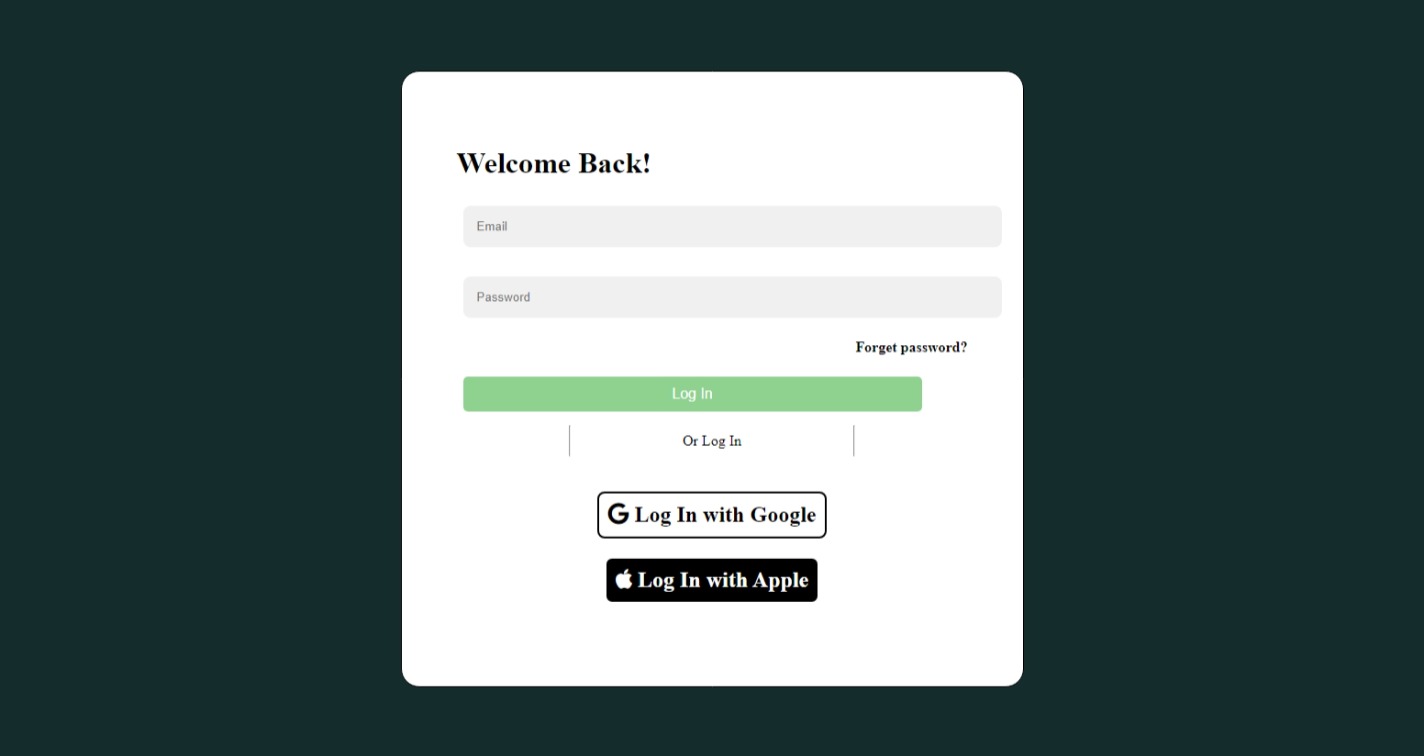 Welcome Back!
Email
Password
Forget password?
Log In
Or Log In
Log In with Google
Log In with Apple